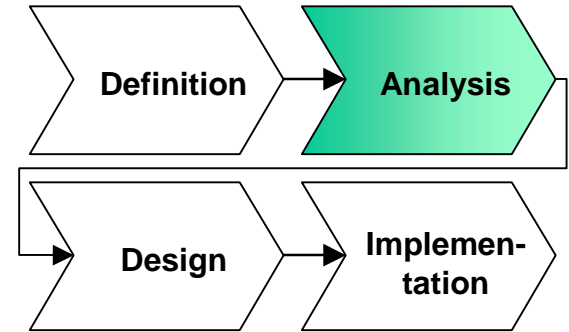 Definition
Analysis
Design
Implemen-
tation